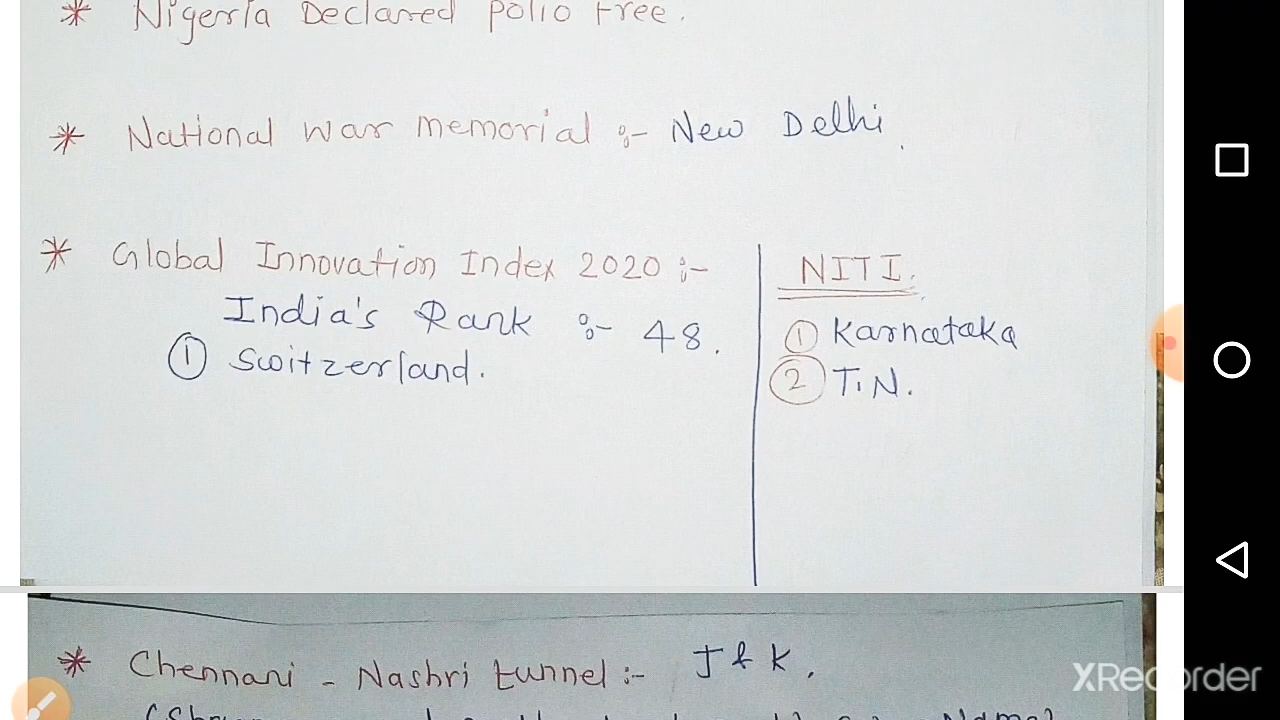 * Nigeria Declared polio free.
* National war memorial :- New Delhi.
* Global Innovation Index 2020 :-
India's Rank :- 48.
① Switzerland.
NITI.
① Karnataka
② T.N.
* Chennani - Nashri tunnel :- J & K.
XRecorder